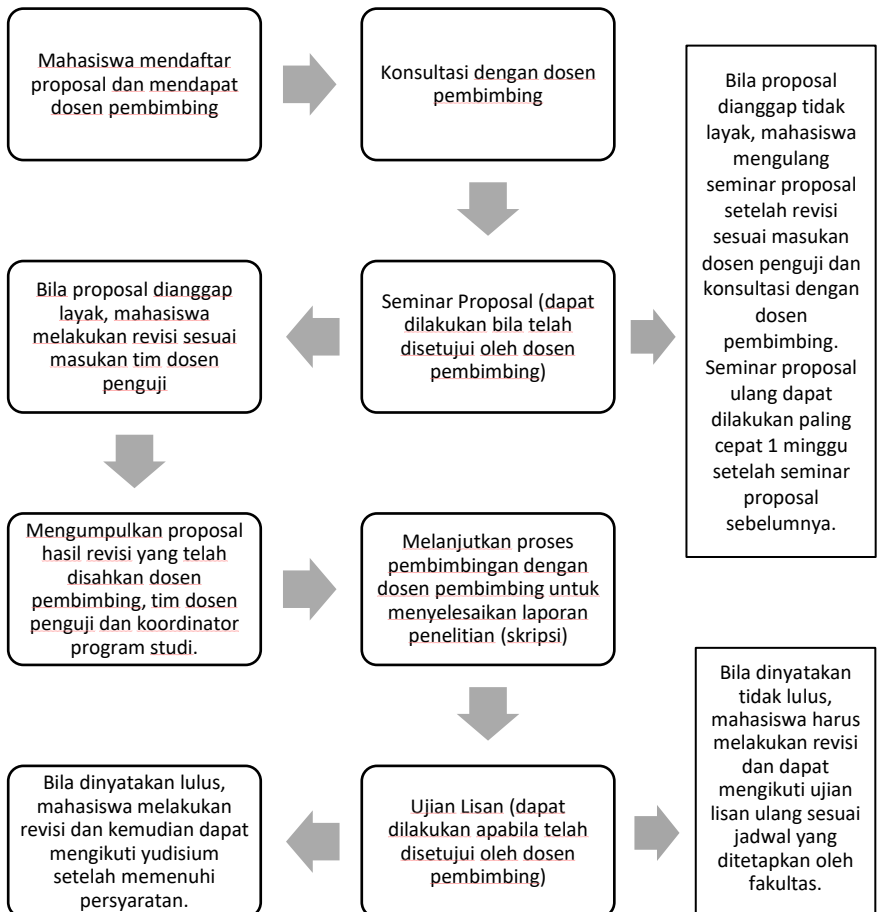 Mahasiswa mendaftar
proposal dan mendapat
dosen pembimbing
Konsultasi dengan dosen
pembimbing
Bila proposal
dianggap tidak
layak, mahasiswa
mengulang
seminar proposal
setelah revisi
sesuai masukan
dosen penguji dan
konsultasi dengan
dosen
pembimbing.
Seminar proposal
ulang dapat
dilakukan paling
cepat 1 minggu
setelah seminar
proposal
sebelumnya.
Seminar Proposal (dapat
dilakukan bila telah
disetujui oleh dosen
pembimbing)
Bila proposal dianggap
layak, mahasiswa
melakukan revisi sesuai
masukan tim dosen
penguji
Mengumpulkan proposal
hasil revisi yang telah
disahkan dosen
pembimbing, tim dosen
penguji dan koordinator
program studi.
Melanjutkan proses
pembimbingan dengan
dosen pembimbing untuk
menyelesaikan laporan
penelitian (skripsi)
Ujian Lisan (dapat
dilakukan apabila telah
disetujui oleh dosen
pembimbing)
Bila dinyatakan
tidak lulus,
mahasiswa harus
melakukan revisi
dan dapat
mengikuti ujian
lisan ulang sesuai
jadwal yang
ditetapkan oleh
fakultas.
Bila dinyatakan lulus,
mahasiswa melakukan
revisi dan kemudian dapat
mengikuti yudisium
setelah memenuhi
persyaratan.